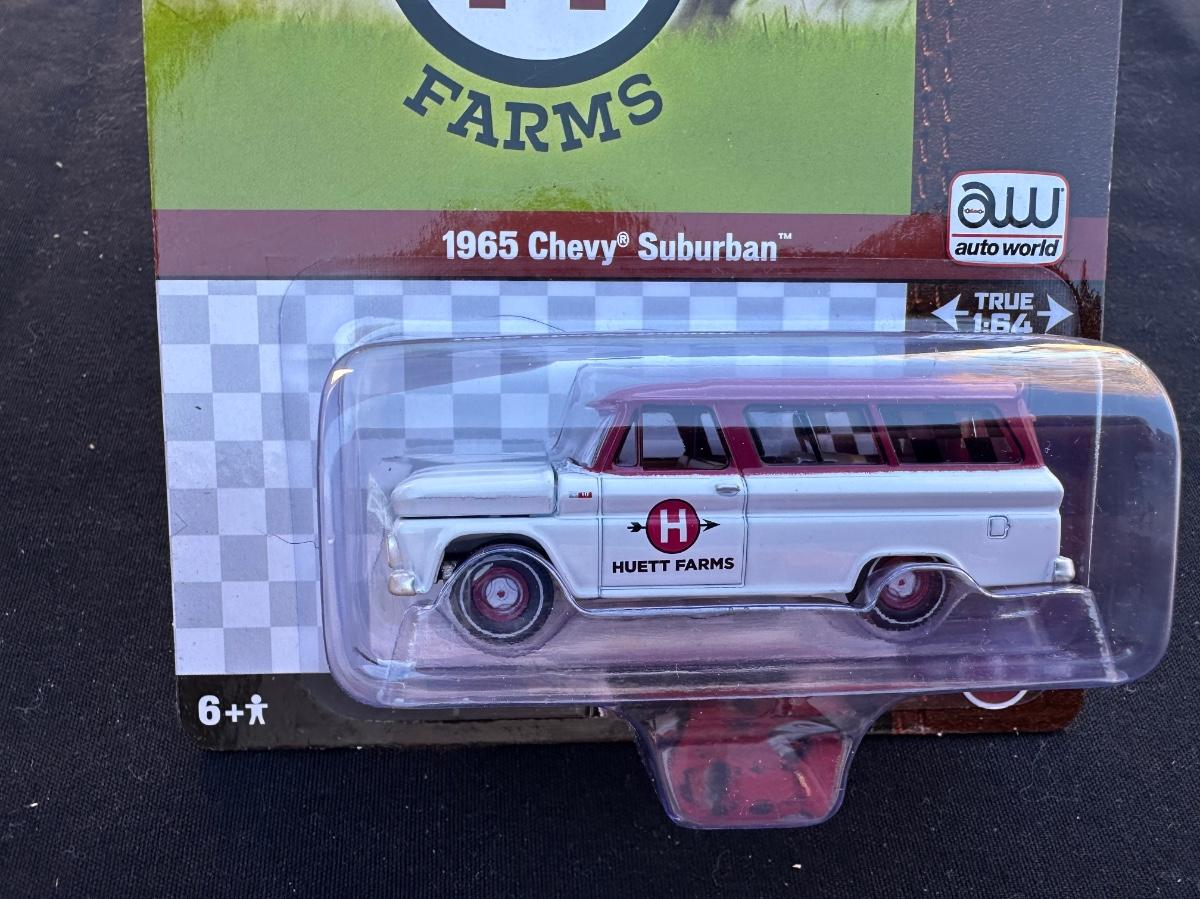 FARMS
1965 Chevy® Suburban™
aw
auto world
TRUE
1:64
H
HUETT FARMS
6+